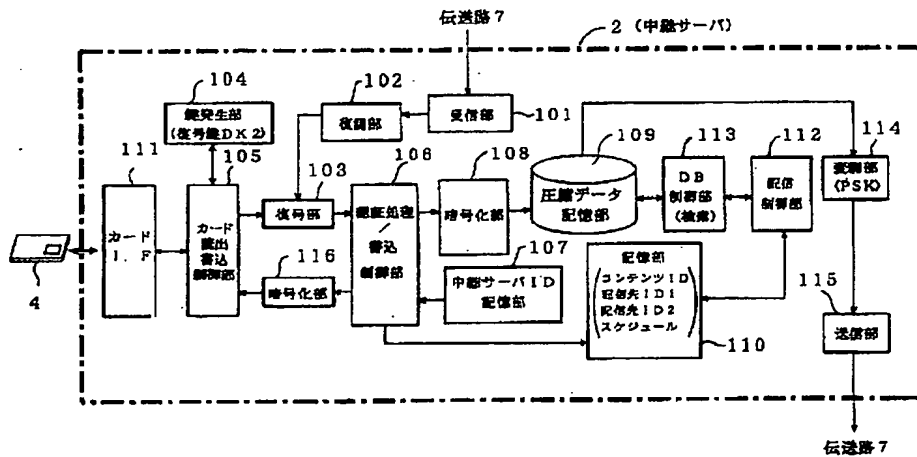 伝送路7
2 (中継サーバ)
104
鍵発生部
(復号鍵DK2)
102
復調部
受信部
101
111
カード
I.F
105
カード
読出
書込
制御部
103
復号部
106
認証処理
/
書込
制御部
108
暗号化部
109
圧縮データ
記憶部
113
DB
制御部
(検索)
112
配信
制御部
114
変調部
(PSK)
4
116
暗号化部
107
中継サーバID
記憶部
記憶部
コンテンツID
配信先ID1
配信先ID2
スケジュール
110
115
送信部
伝送路7